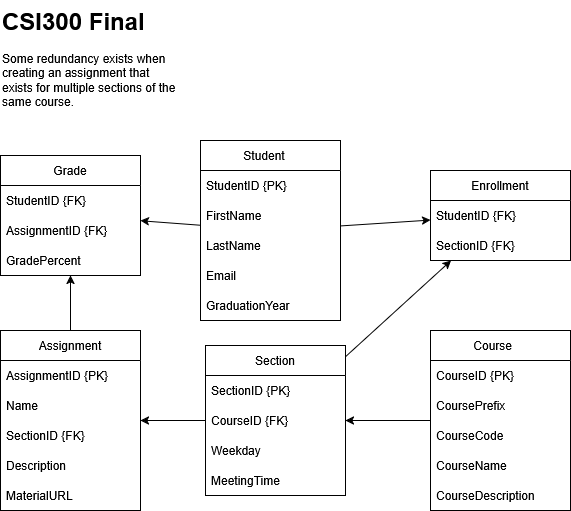 CSI300 Final
Some redundancy exists when
creating an assignment that
exists for multiple sections of the
same course.
Grade
StudentID {FK}
AssignmentID {FK}
GradePercent
Student
StudentID {PK}
FirstName
LastName
Email
GraduationYear
Enrollment
StudentID {FK}
SectionID {FK}
Assignment
AssignmentID {PK}
Name
SectionID {FK}
Description
MaterialURL
Section
SectionID {PK}
CourseID {FK}
Weekday
MeetingTime
Course
CourseID {PK}
CoursePrefix
CourseCode
CourseName
CourseDescription